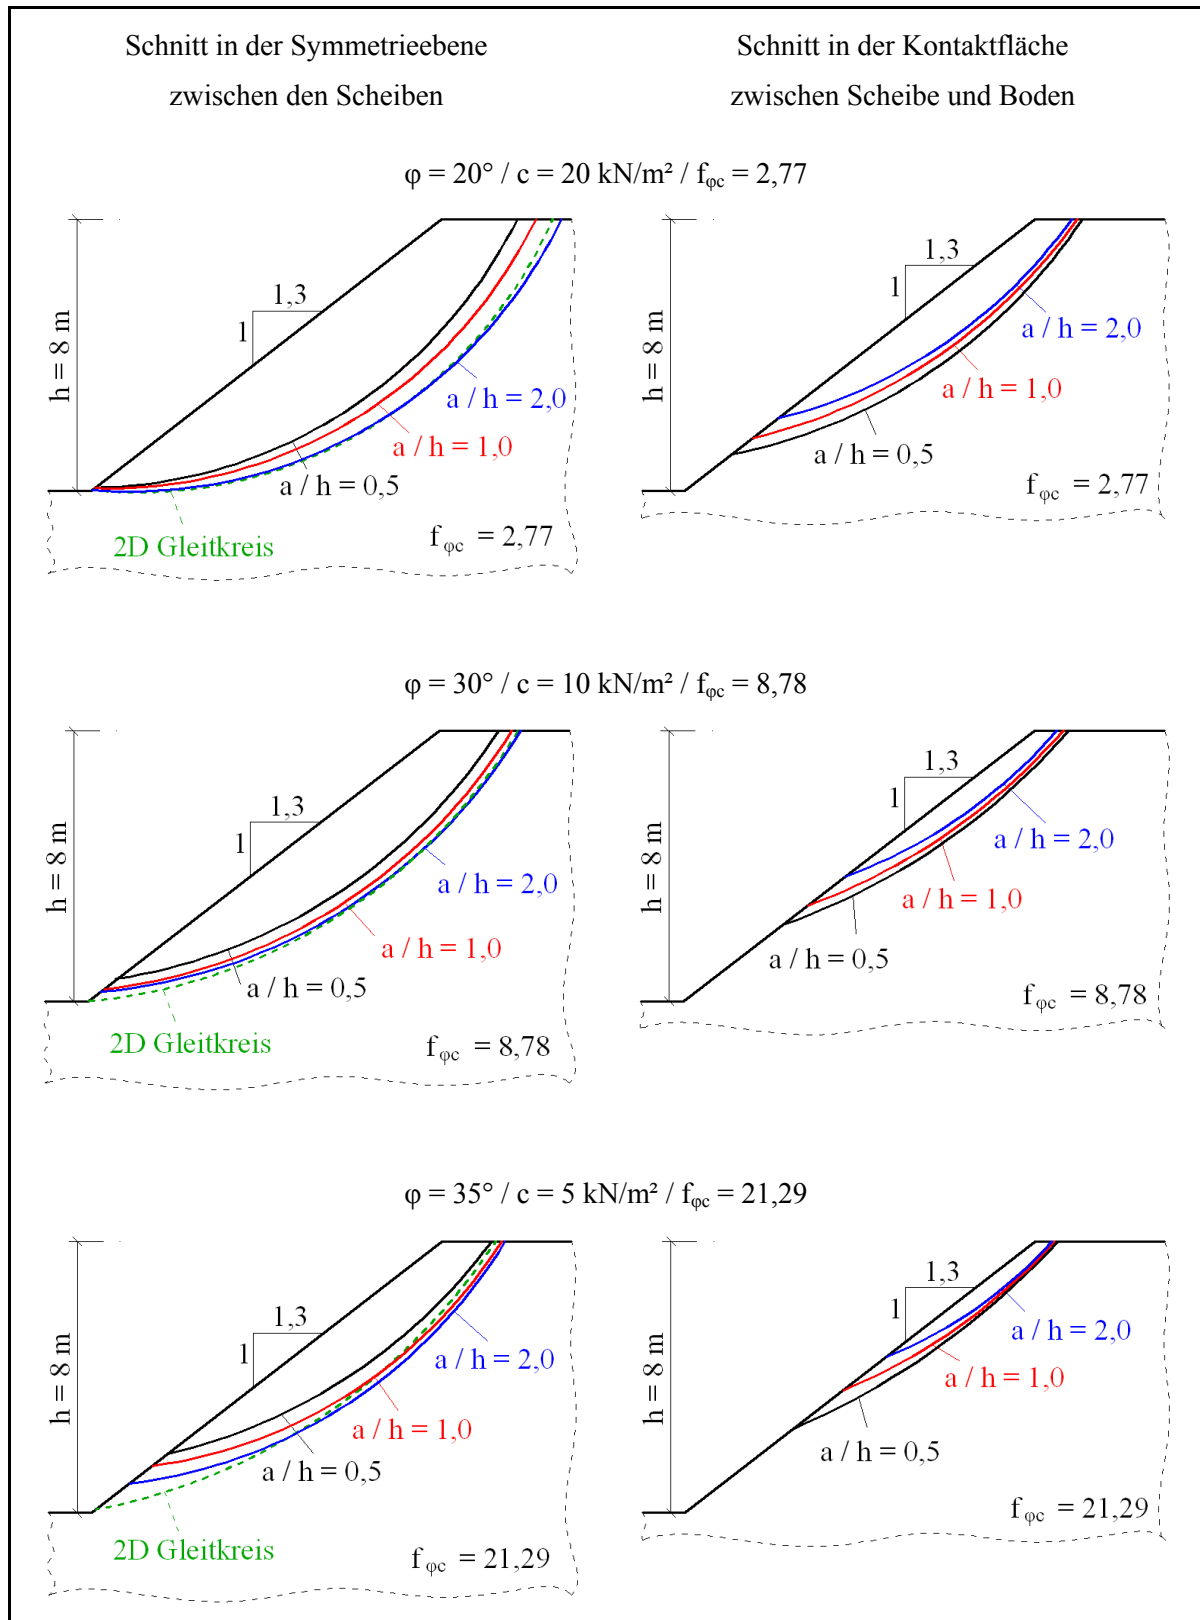 Schnitt in der Symmetrieebene
zwischen den Scheiben
Schnitt in der Kontaktfläche
zwischen Scheibe und Boden
φ = 20° / c = 20 kN/m² / fφc = 2,77
h = 8 m
1
1,3
a / h = 2,0
a / h = 1,0
a / h = 0,5
2D Gleitkreis
fφc = 2,77
h = 8 m
1
1,3
a / h = 2,0
a / h = 1,0
a / h = 0,5
fφc = 2,77
φ = 30° / c = 10 kN/m² / fφc = 8,78
h = 8 m
1
1,3
a / h = 2,0
a / h = 1,0
a / h = 0,5
2D Gleitkreis
fφc = 8,78
h = 8 m
1
1,3
a / h = 2,0
a / h = 1,0
a / h = 0,5
fφc = 8,78
φ = 35° / c = 5 kN/m² / fφc = 21,29
h = 8 m
1
1,3
a / h = 2,0
a / h = 1,0
a / h = 0,5
2D Gleitkreis
fφc = 21,29
h = 8 m
1
1,3
a / h = 2,0
a / h = 1,0
a / h = 0,5
fφc = 21,29